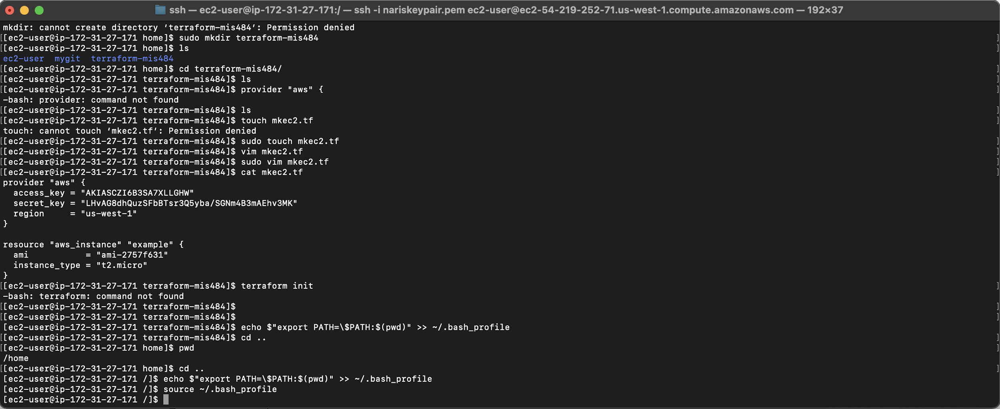 ssh — ec2-user@ip-172-31-27-171:/ — ssh -i nariskeypair.pem ec2-user@ec2-54-219-252-71.us-west-1.compute.amazonaws.com — 192×37
mkdir: cannot create directory ‘terraform-mis484’: Permission denied
[[ec2-user@ip-172-31-27-171 home]$ sudo mkdir terraform-mis484 ]
[[ec2-user@ip-172-31-27-171 home]$ ls ]
ec2-user  mygit  terraform-mis484
[[ec2-user@ip-172-31-27-171 home]$ cd terraform-mis484/ ]
[[ec2-user@ip-172-31-27-171 terraform-mis484]$ ls ]
[[ec2-user@ip-172-31-27-171 terraform-mis484]$ provider "aws" { ]
-bash: provider: command not found
[[ec2-user@ip-172-31-27-171 terraform-mis484]$ ls ]
[[ec2-user@ip-172-31-27-171 terraform-mis484]$ touch mkec2.tf ]
touch: cannot touch ‘mkec2.tf’: Permission denied
[[ec2-user@ip-172-31-27-171 terraform-mis484]$ sudo touch mkec2.tf ]
[[ec2-user@ip-172-31-27-171 terraform-mis484]$ vim mkec2.tf ]
[[ec2-user@ip-172-31-27-171 terraform-mis484]$ sudo vim mkec2.tf ]
[[ec2-user@ip-172-31-27-171 terraform-mis484]$ cat mkec2.tf ]
provider "aws" {
  access_key = "AKIASCZI6B3SA7XLLGHW"
  secret_key = "LHvAG8dhQuzSFbBTsr3Q5yba/SGNm4B3mAEhv3MK"
  region     = "us-west-1"
}
resource "aws_instance" "example" {
  ami           = "ami-2757f631"
  instance_type = "t2.micro"
}
[[ec2-user@ip-172-31-27-171 terraform-mis484]$ terraform init ]
-bash: terraform: command not found
[[ec2-user@ip-172-31-27-171 terraform-mis484]$ ]
[[ec2-user@ip-172-31-27-171 terraform-mis484]$ ]
[ec2-user@ip-172-31-27-171 terraform-mis484]$ echo $"export PATH=\$PATH:$(pwd)" >> ~/.bash_profile
[[ec2-user@ip-172-31-27-171 terraform-mis484]$ cd .. ]
[[ec2-user@ip-172-31-27-171 home]$ pwd ]
/home
[[ec2-user@ip-172-31-27-171 home]$ cd .. ]
[ec2-user@ip-172-31-27-171 /]$ echo $"export PATH=\$PATH:$(pwd)" >> ~/.bash_profile
[ec2-user@ip-172-31-27-171 /]$ source ~/.bash_profile
[ec2-user@ip-172-31-27-171 /]$